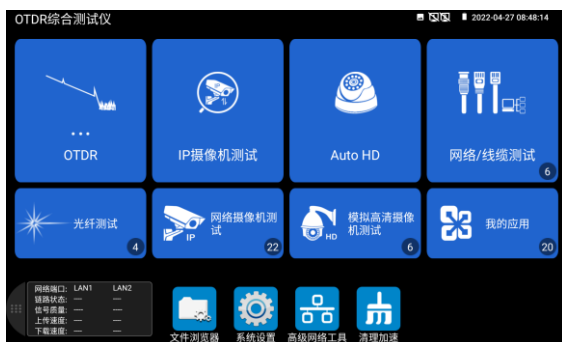 OTDR综合测试仪
2022-04-27 08:48:14
OTDR
IP摄像机测试
Auto HD
网络/线缆测试
6
光纤测试
4
IP
网络摄像机测
试
22
HD
模拟高清摄像
机测试
6
我的应用
20
网络端口: LAN1 LAN2
链路状态: — —
信号质量: — —
上传速度: — —
下载速度: — —
文件浏览器
系统设置
高级网络工具
清理加速